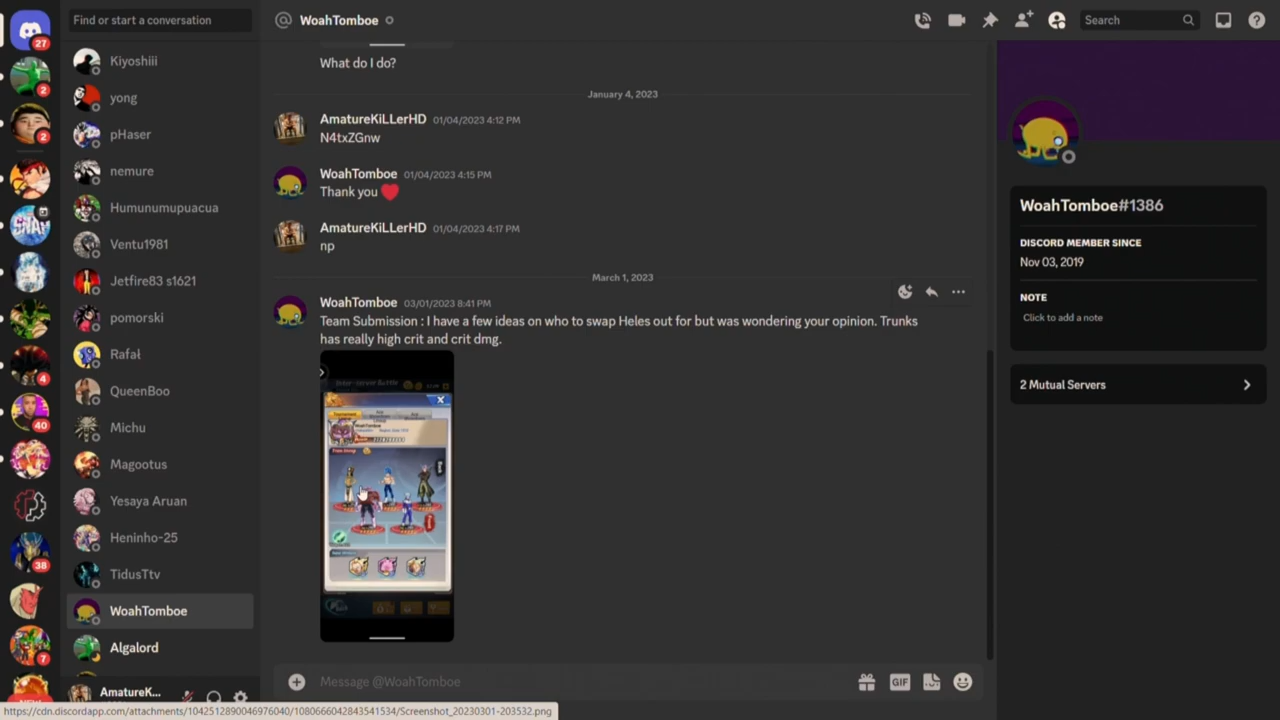 27
Find or start a conversation
WoahTomboe
Search
2
2
4
40
38
7
Kiyoshiii
yong
pHaser
nemure
Humunumupuacua
Ventu1981
Jetfire83 s1621
pomorski
Rafał
QueenBoo
Michu
Magootus
Yesaya Aruan
Heninho-25
TidusTtv
WoahTomboe
Algalord
AmatureK...
What do I do?
January 4, 2023
AmatureKiLLerHD 01/04/2023 4:12 PM
N4txZGnw
WoahTomboe 01/04/2023 4:15 PM
Thank you
AmatureKiLLerHD 01/04/2023 4:17 PM
np
March 1, 2023
WoahTomboe 03/01/2023 8:41 PM
Team Submission : I have a few ideas on who to swap Heles out for but was wondering your opinion. Trunks
has really high crit and crit dmg.
WoahTomboe
Message @WoahTomboe
GIF
WoahTomboe#1386
DISCORD MEMBER SINCE
Nov 03, 2019
NOTE
Click to add a note
2 Mutual Servers
https://cdn.discordapp.com/attachments/1042512890046976040/1080666042843541534/Screenshot_20230301-203532.png